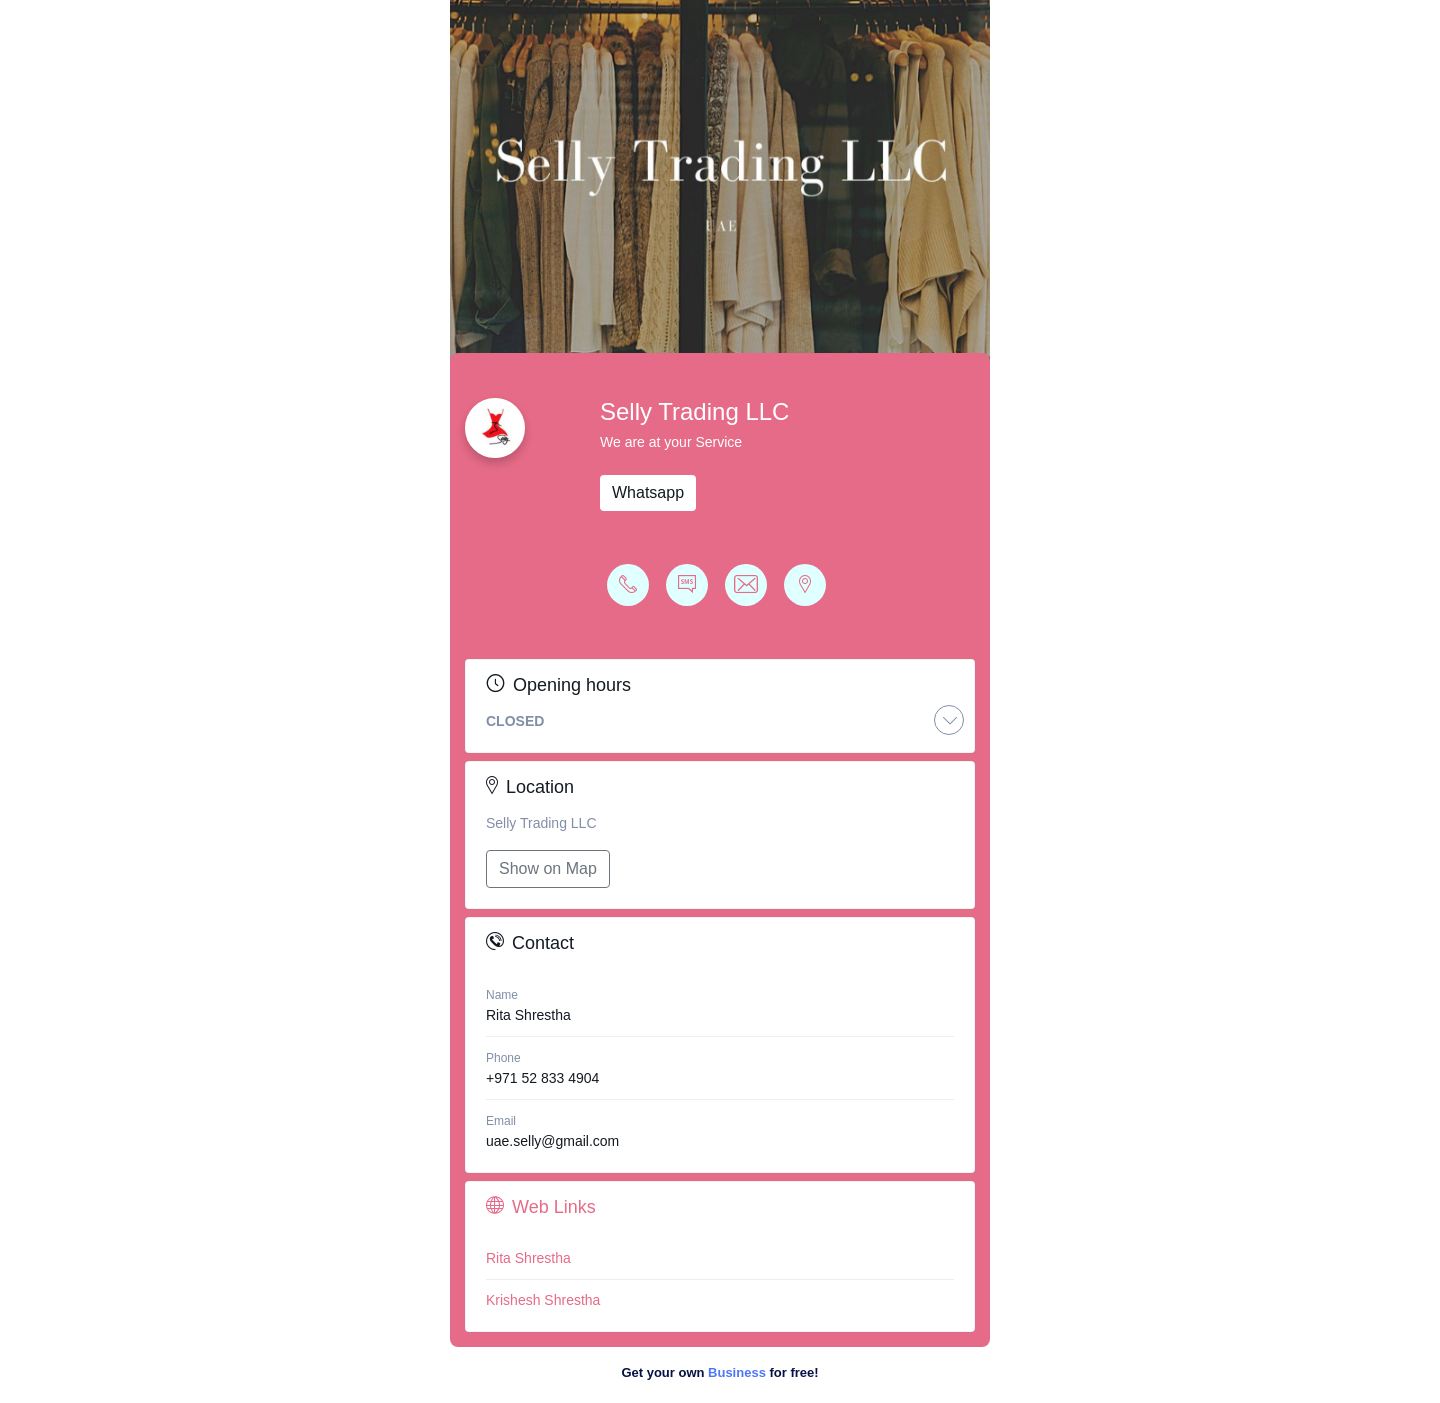 Selly Trading LLC
UAE
Selly Trading LLC
We are at your Service
Whatsapp
SMS
Opening hours
CLOSED
Location
Selly Trading LLC
Show on Map
Contact
Name
Rita Shrestha
Phone
+971 52 833 4904
Email
uae.selly@gmail.com
Web Links
Rita Shrestha
Krishesh Shrestha
Get your own Business for free!